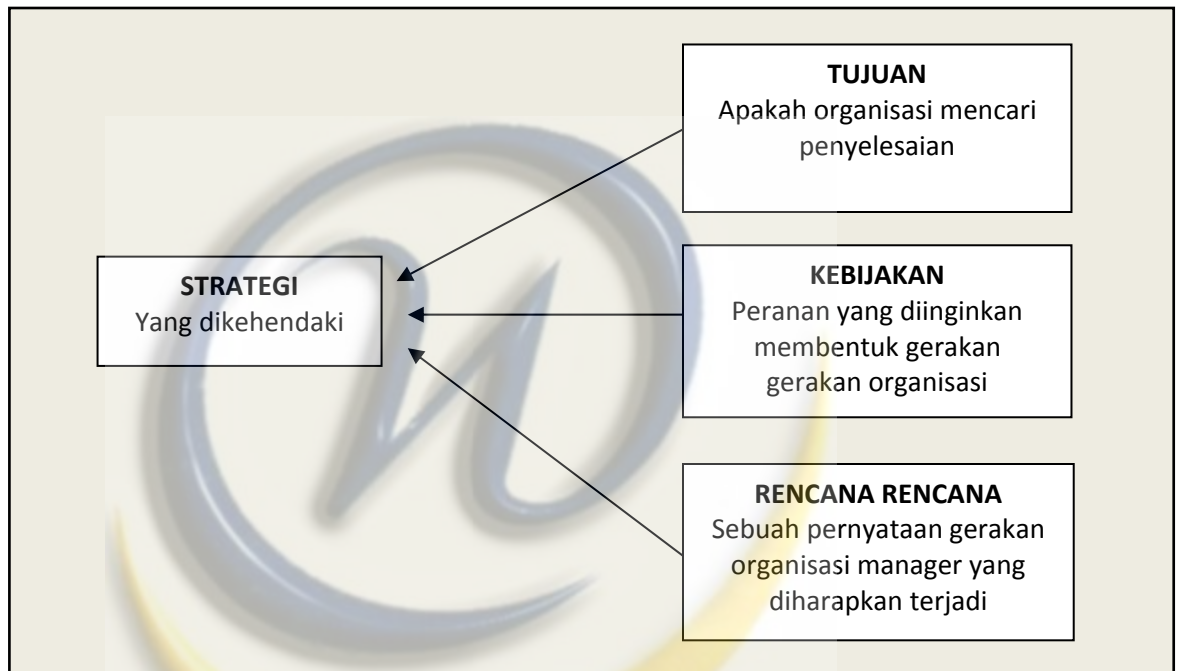 TUJUAN
Apakah organisasi mencari
penyelesaian
STRATEGI
Yang dikehendaki
KEBIJAKAN
Peranan yang diinginkan
membentuk gerakan
gerakan organisasi
RENCANA RENCANA
Sebuah pernyataan gerakan
organisasi manager yang
diharapkan terjadi